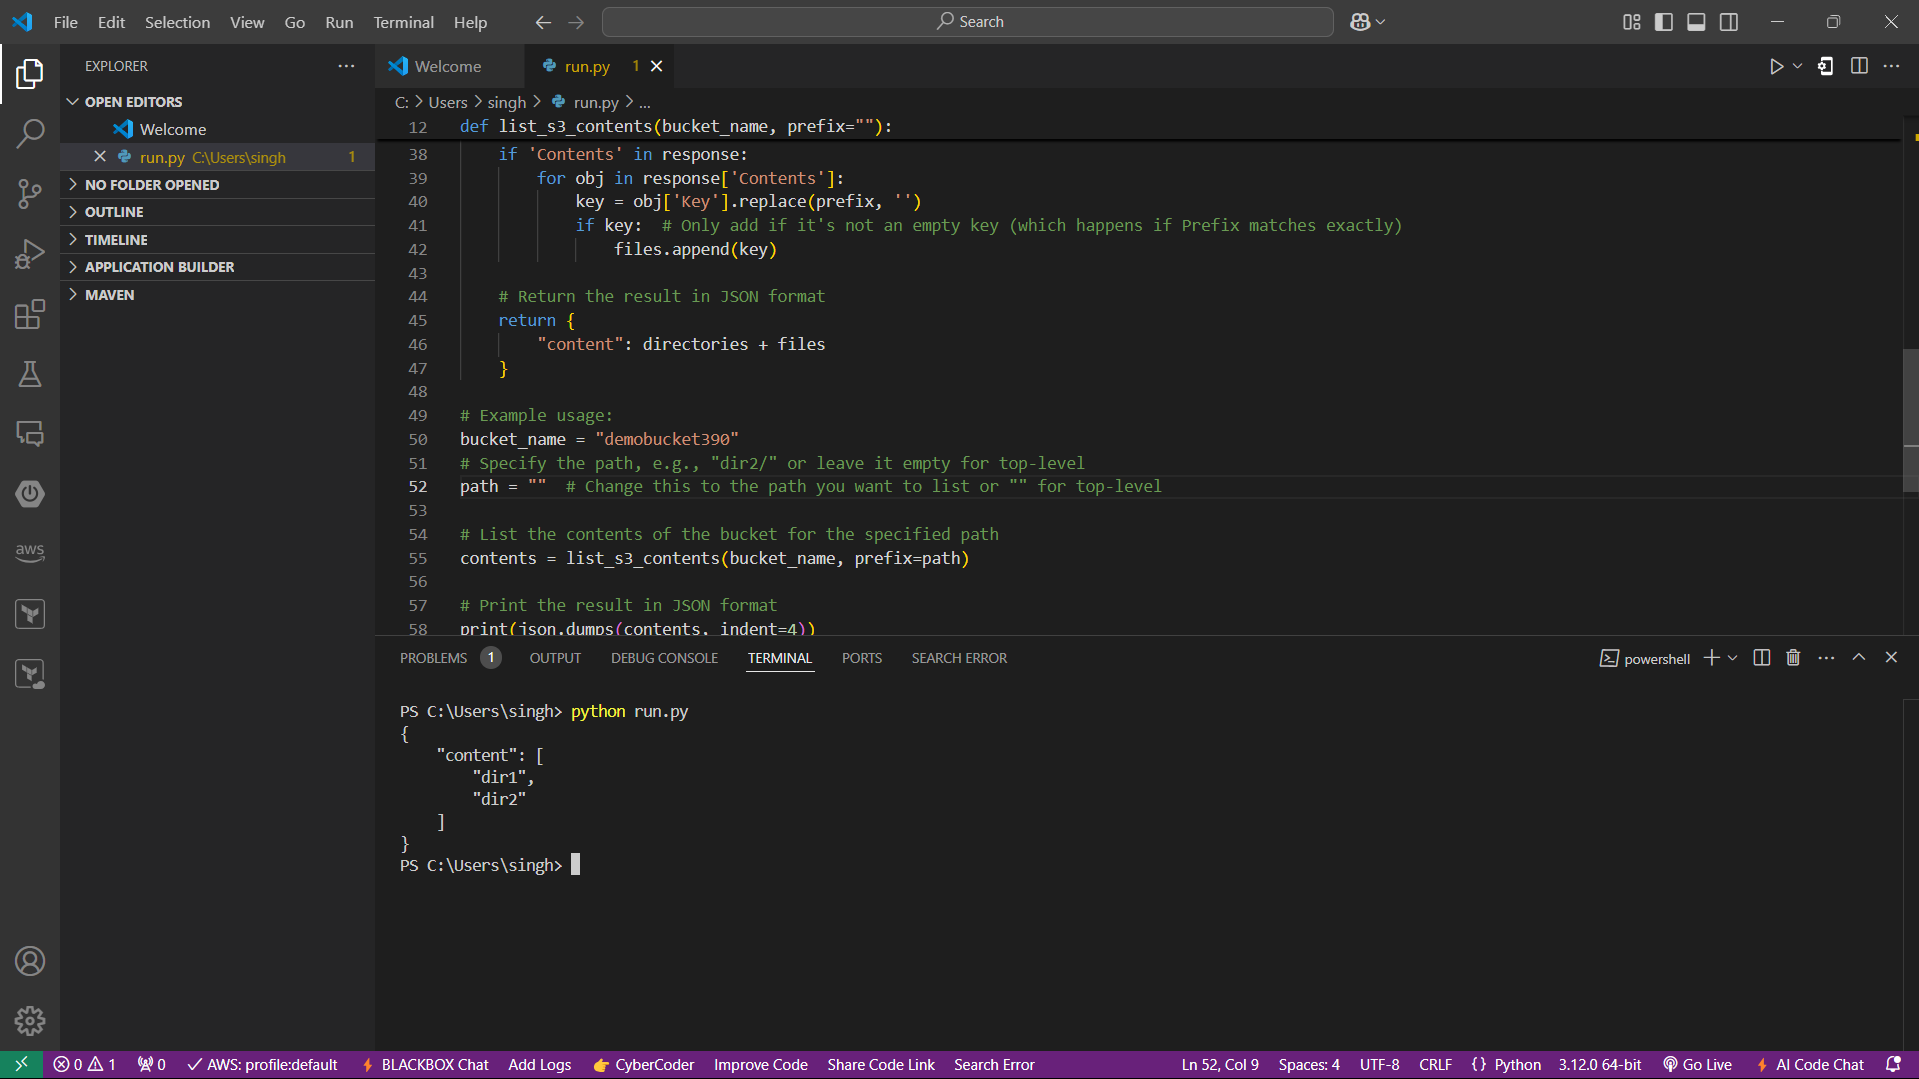 File Edit Selection View Go Run Terminal Help
Search
EXPLORER
OPEN EDITORS
Welcome
run.py C:\Users\singh 1
NO FOLDER OPENED
OUTLINE
TIMELINE
APPLICATION BUILDER
MAVEN
aws
Welcome
run.py 1
C: > Users > singh > run.py > ...
12 def list_s3_contents(bucket_name, prefix=""):
38 if 'Contents' in response:
39 for obj in response['Contents']:
40 key = obj['Key'].replace(prefix, '')
41 if key:  # Only add if it's not an empty key (which happens if Prefix matches exactly)
42 files.append(key)
43
44 # Return the result in JSON format
45 return {
46 "content": directories + files
47 }
48
49 # Example usage:
50 bucket_name = "demobucket390"
51 # Specify the path, e.g., "dir2/" or leave it empty for top-level
52 path = ""  # Change this to the path you want to list or "" for top-level
53
54 # List the contents of the bucket for the specified path
55 contents = list_s3_contents(bucket_name, prefix=path)
56
57 # Print the result in JSON format
58 print(json.dumps(contents, indent=4))
PROBLEMS 1 OUTPUT DEBUG CONSOLE TERMINAL PORTS SEARCH ERROR
powershell
PS C:\Users\singh> python run.py
{
"content": [
"dir1",
"dir2"
]
}
PS C:\Users\singh>
0 1 0 AWS: profile:default BLACKBOX Chat Add Logs CyberCoder Improve Code Share Code Link Search Error Ln 52, Col 9 Spaces: 4 UTF-8 CRLF {} Python 3.12.0 64-bit Go Live AI Code Chat